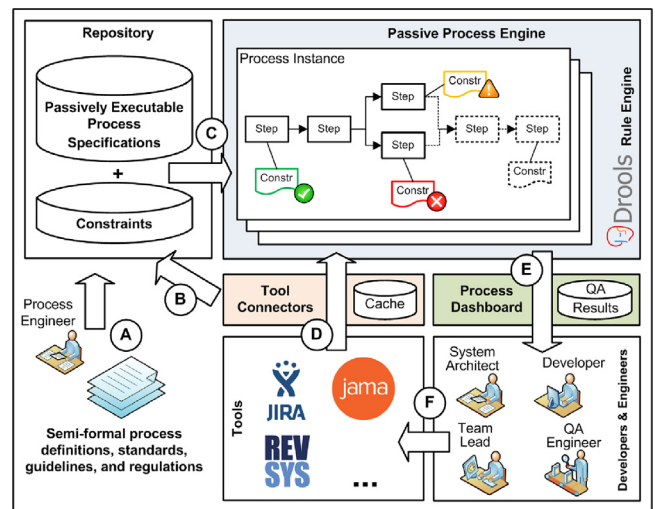 Repository
Passively Executable
Process
Specifications
+
Constraints
C
Passive Process Engine
Process Instance
Step
Step
Step
Step
Step
Step
Constr
Constr
Constr
Constr
Drools Rule Engine
Process
Engineer
A
B
Semi-formal process
definitions, standards,
guidelines, and regulations
Tool
Connectors
Cache
D
Process
Dashboard
QA
Results
E
Tools
JIRA
jama
REV
SYS
...
F
System
Architect
Developer
Team
Lead
QA
Engineer
Developers & Engineers